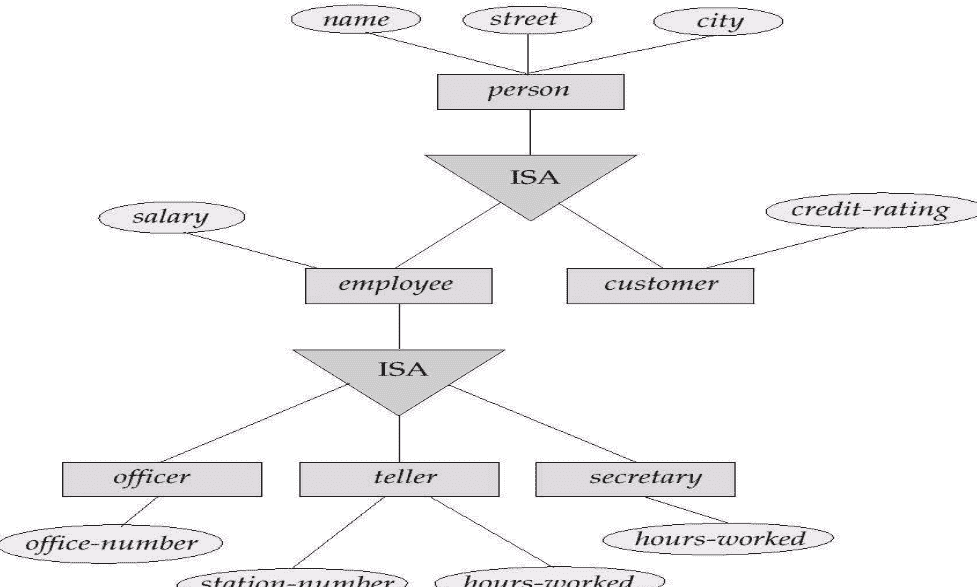 name
street
city
person
ISA
salary
credit-rating
employee
customer
ISA
officer
teller
secretary
office-number
hours-worked
station-number
hours-worked